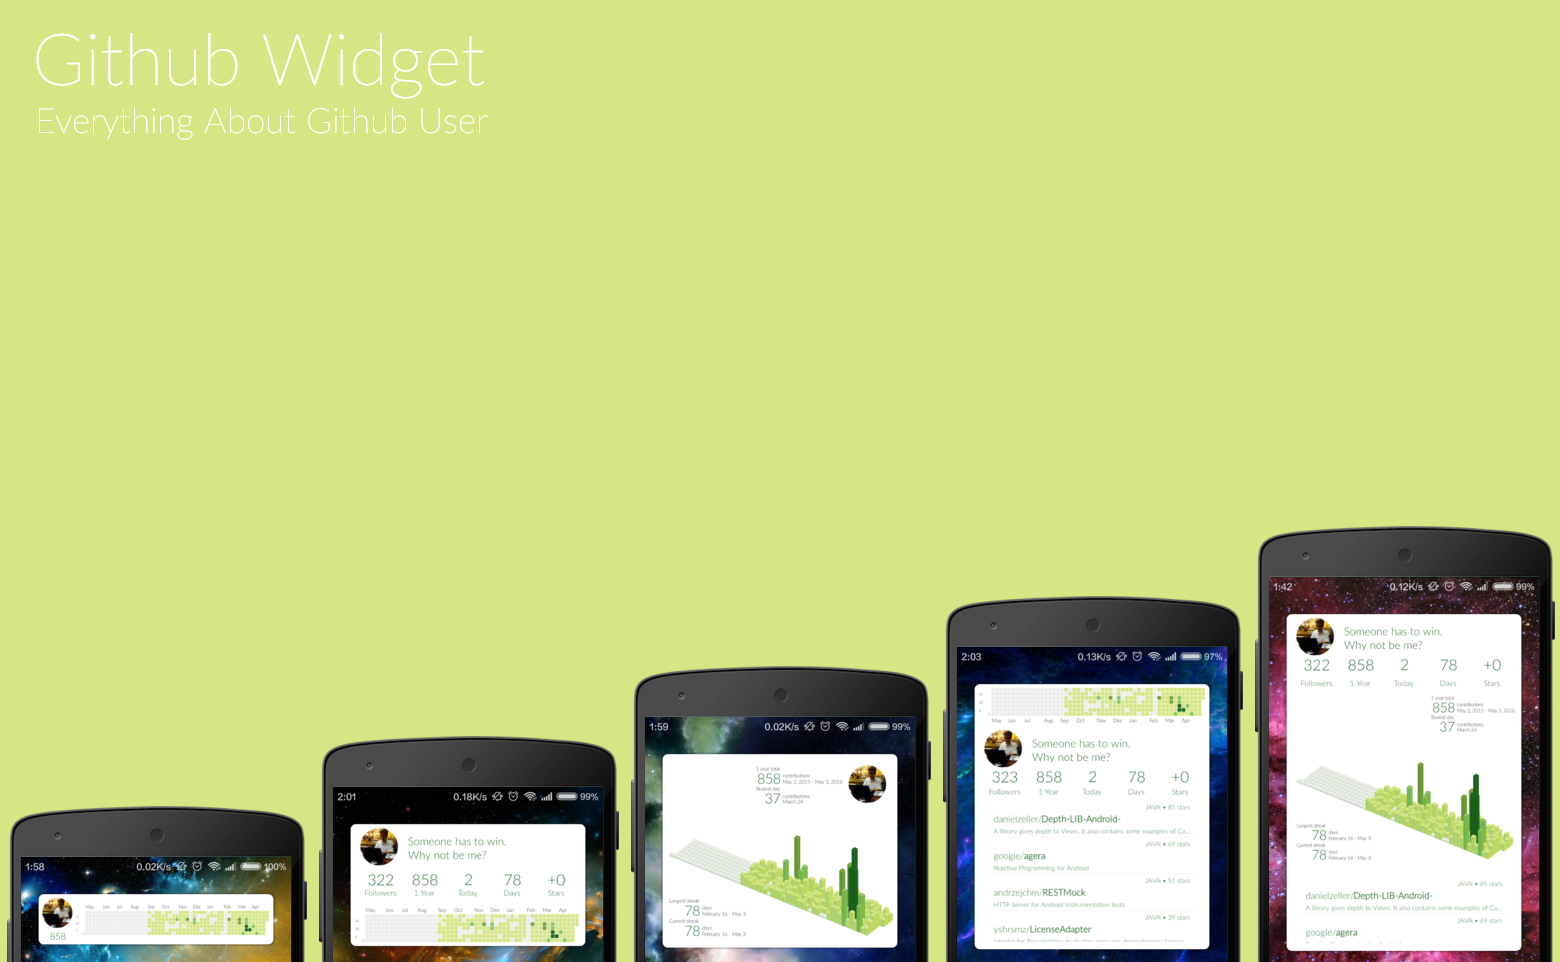 Github Widget
Everything About Github User
1:58 0.02K/s 100%
May Jun Jul Aug Sep Oct Nov Dec Jan Feb Mar Apr
858
2:01 0.18K/s 99%
Someone has to win.
Why not be me?
322 858 2 78 +0
Followers 1 Year Today Days Stars
May Jun Jul Aug Sep Oct Nov Dec Jan Feb Mar Apr
1:59 0.02K/s 99%
1 year total
858 contributions
May 2, 2015 - May 3, 2016
Busiest day
37 contributions
March 24
Longest streak
78 days
February 16 - May 3
Current streak
78 days
February 16 - May 3
2:03 0.13K/s 97%
May Jun Jul Aug Sep Oct Nov Dec Jan Feb Mar Apr
Someone has to win.
Why not be me?
323 858 2 78 +0
Followers 1 Year Today Days Stars
JAVA • 85 stars
danielzeller/Depth-LIB-Android-
A library gives depth to Views. It also contains some examples of Ca...
JAVA • 69 stars
google/agera
Reactive Programming for Android
JAVA • 51 stars
andrzejchm/RESTMock
HTTP Server for Android Instrumentation tests
JAVA • 39 stars
yshrsmz/LicenseAdapter
1:42 0.12K/s 99%
Someone has to win.
Why not be me?
322 858 2 78 +0
Followers 1 Year Today Days Stars
1 year total
858 contributions
May 2, 2015 - May 3, 2016
Busiest day
37 contributions
March 24
Longest streak
78 days
February 16 - May 3
Current streak
78 days
February 16 - May 3
JAVA • 85 stars
danielzeller/Depth-LIB-Android-
A library gives depth to Views. It also contains some examples of Ca...
JAVA • 69 stars
google/agera